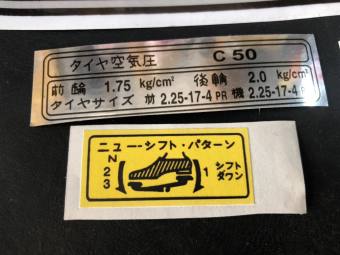 タイヤ空気圧 C50
前輪 1.75 kg/cm² 後輪 2.0 kg/cm²
タイヤサイズ 前 2.25-17-4 PR 機 2.25-17-4 P
ニュー・シフト・パターン
N
2
3
1 シフトダウン